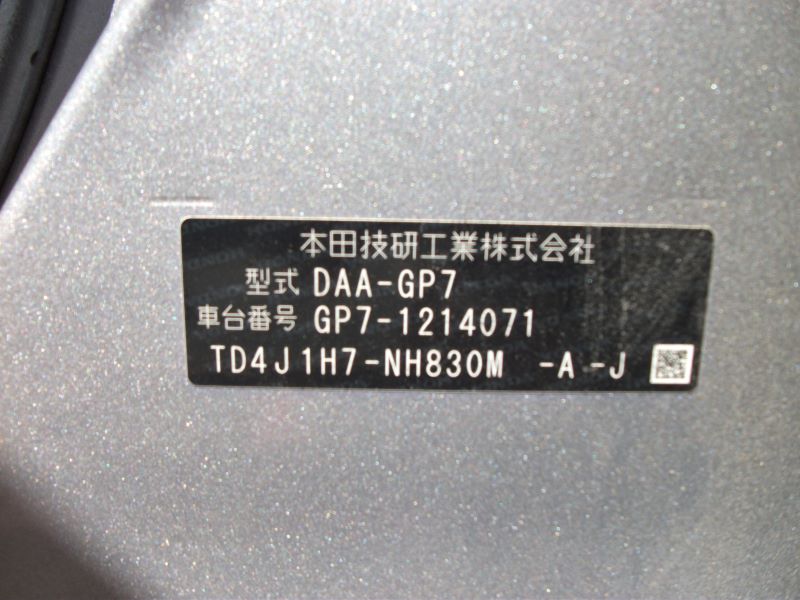 本田技研工業株式会社
型式 DAA-GP7
車台番号 GP7-1214071
TD4J1H7-NH830M -A -J